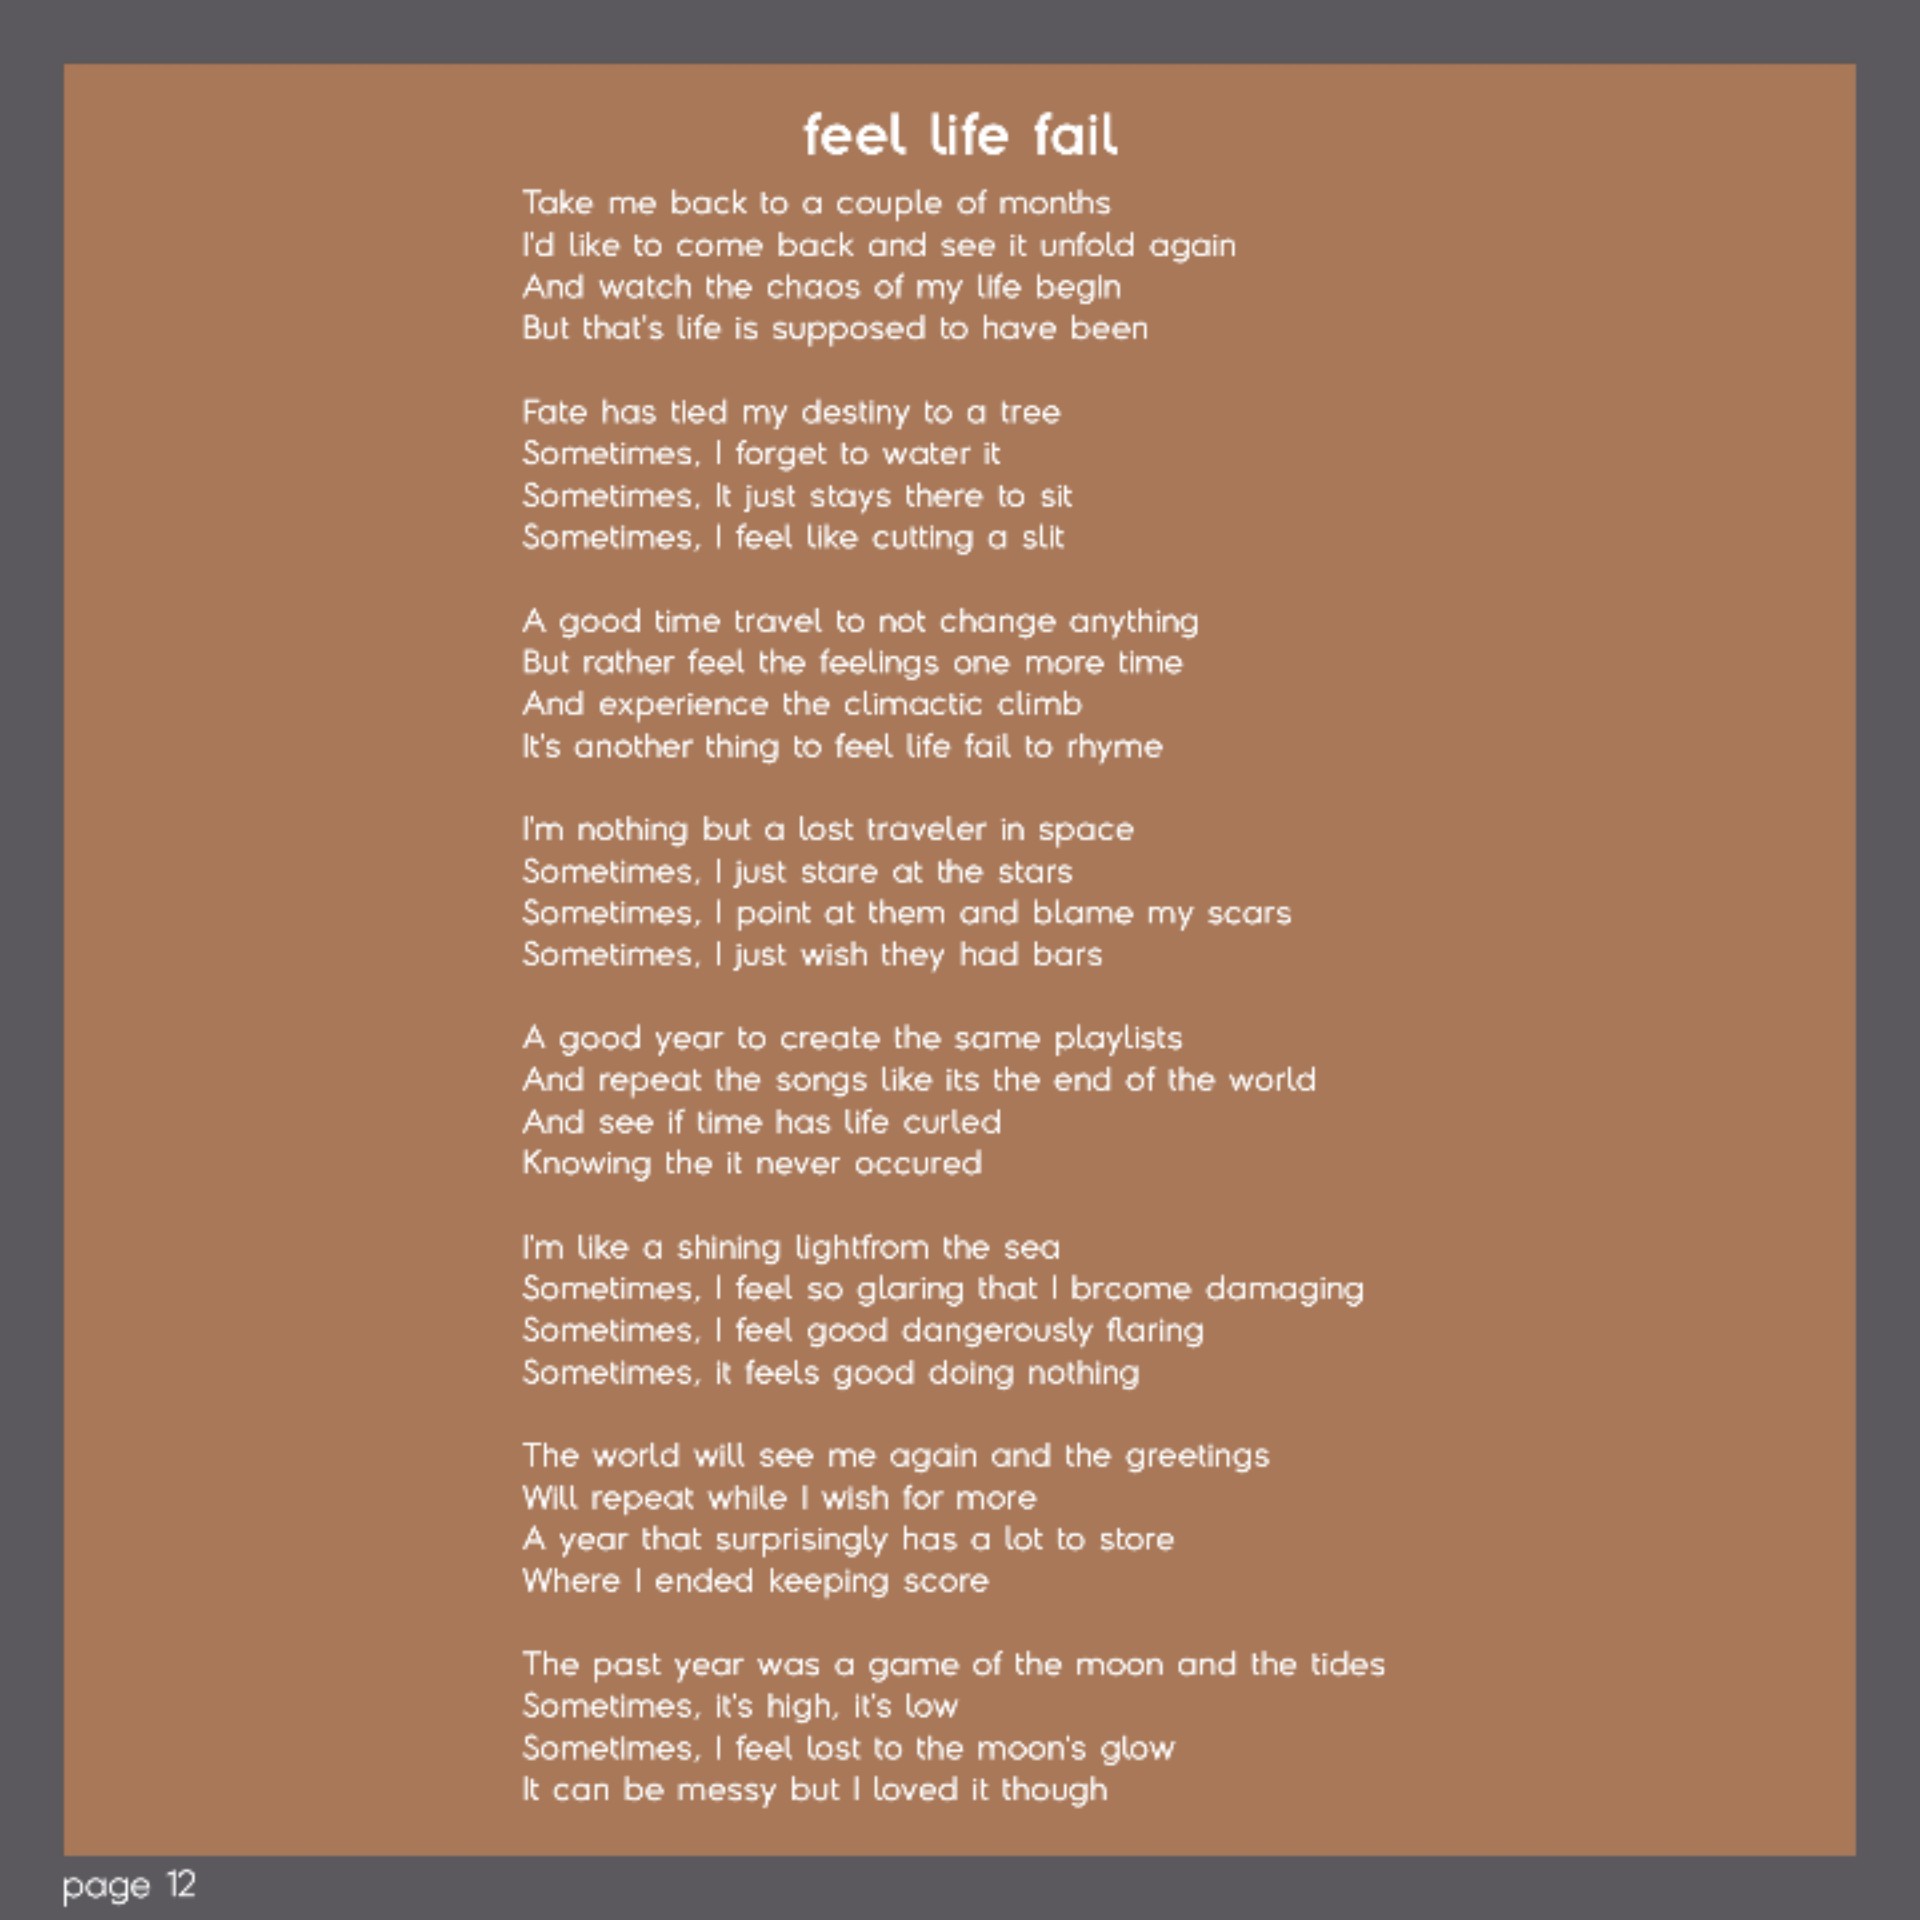 feel life fail
Take me back to a couple of months
I'd like to come back and see it unfold again
And watch the chaos of my life begin
But that's life is supposed to have been
Fate has tied my destiny to a tree
Sometimes, I forget to water it
Sometimes, It just stays there to sit
Sometimes, I feel like cutting a slit
A good time travel to not change anything
But rather feel the feelings one more time
And experience the climactic climb
It's another thing to feel life fail to rhyme
I'm nothing but a lost traveler in space
Sometimes, I just stare at the stars
Sometimes, I point at them and blame my scars
Sometimes, I just wish they had bars
A good year to create the same playlists
And repeat the songs like its the end of the world
And see if time has life curled
Knowing the it never occured
I'm like a shining lightfrom the sea
Sometimes, I feel so glaring that I brcome damaging
Sometimes, I feel good dangerously flaring
Sometimes, it feels good doing nothing
The world will see me again and the greetings
Will repeat while I wish for more
A year that surprisingly has a lot to store
Where I ended keeping score
The past year was a game of the moon and the tides
Sometimes, it's high, it's low
Sometimes, I feel lost to the moon's glow
It can be messy but I loved it though
page 12